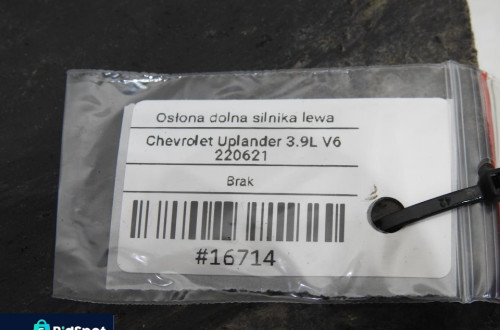 Osłona dolna silnika lewa
Chevrolet Uplander 3.9L V6
220621
Brak
#16714